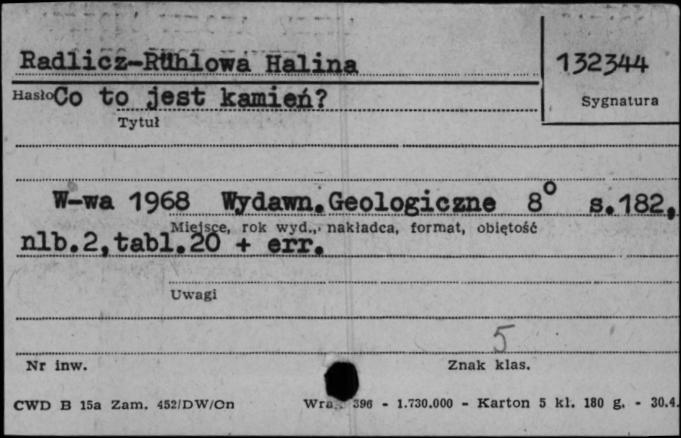 Radlicz-Rühlowa Halina
132344
Hasło Co to jest kamień?
Sygnatura
Tytuł
W-wa 1968 Wydawn.Geologiczne 8° s.182,
Miejsce, rok wyd., nakładca, format, objętość
nlb.2,tabl.20 + err.
Uwagi
5
Nr inw.
Znak klas.
CWD B 15a Zam. 452/DW/Cn
396 - 1.730.000 - Karton 5 kl. 180 g. - 30.4.